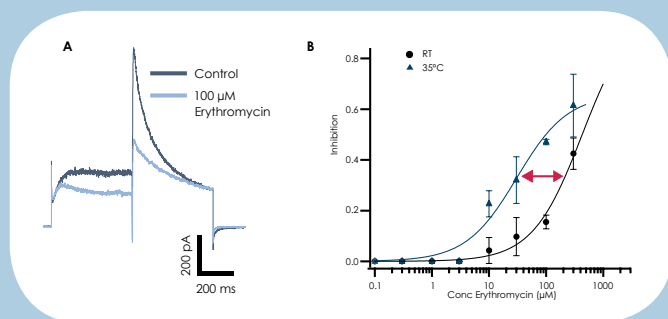 A
Control
100 µM
Erythromycin
200 pA
200 ms
B
RT
35°C
Inhibition
0.8
0.6
0.4
0.2
0.0
0.1
1
10
100
1000
Conc Erythromycin (µM)